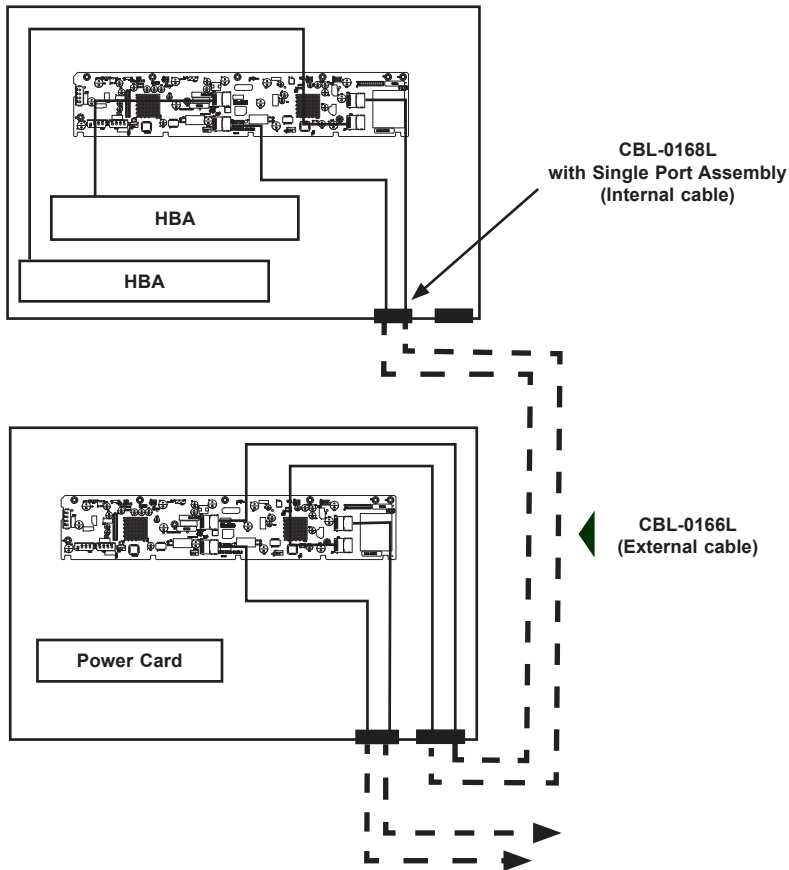 CBL-0168L
with Single Port Assembly
(Internal cable)
HBA
HBA
CBL-0166L
(External cable)
Power Card